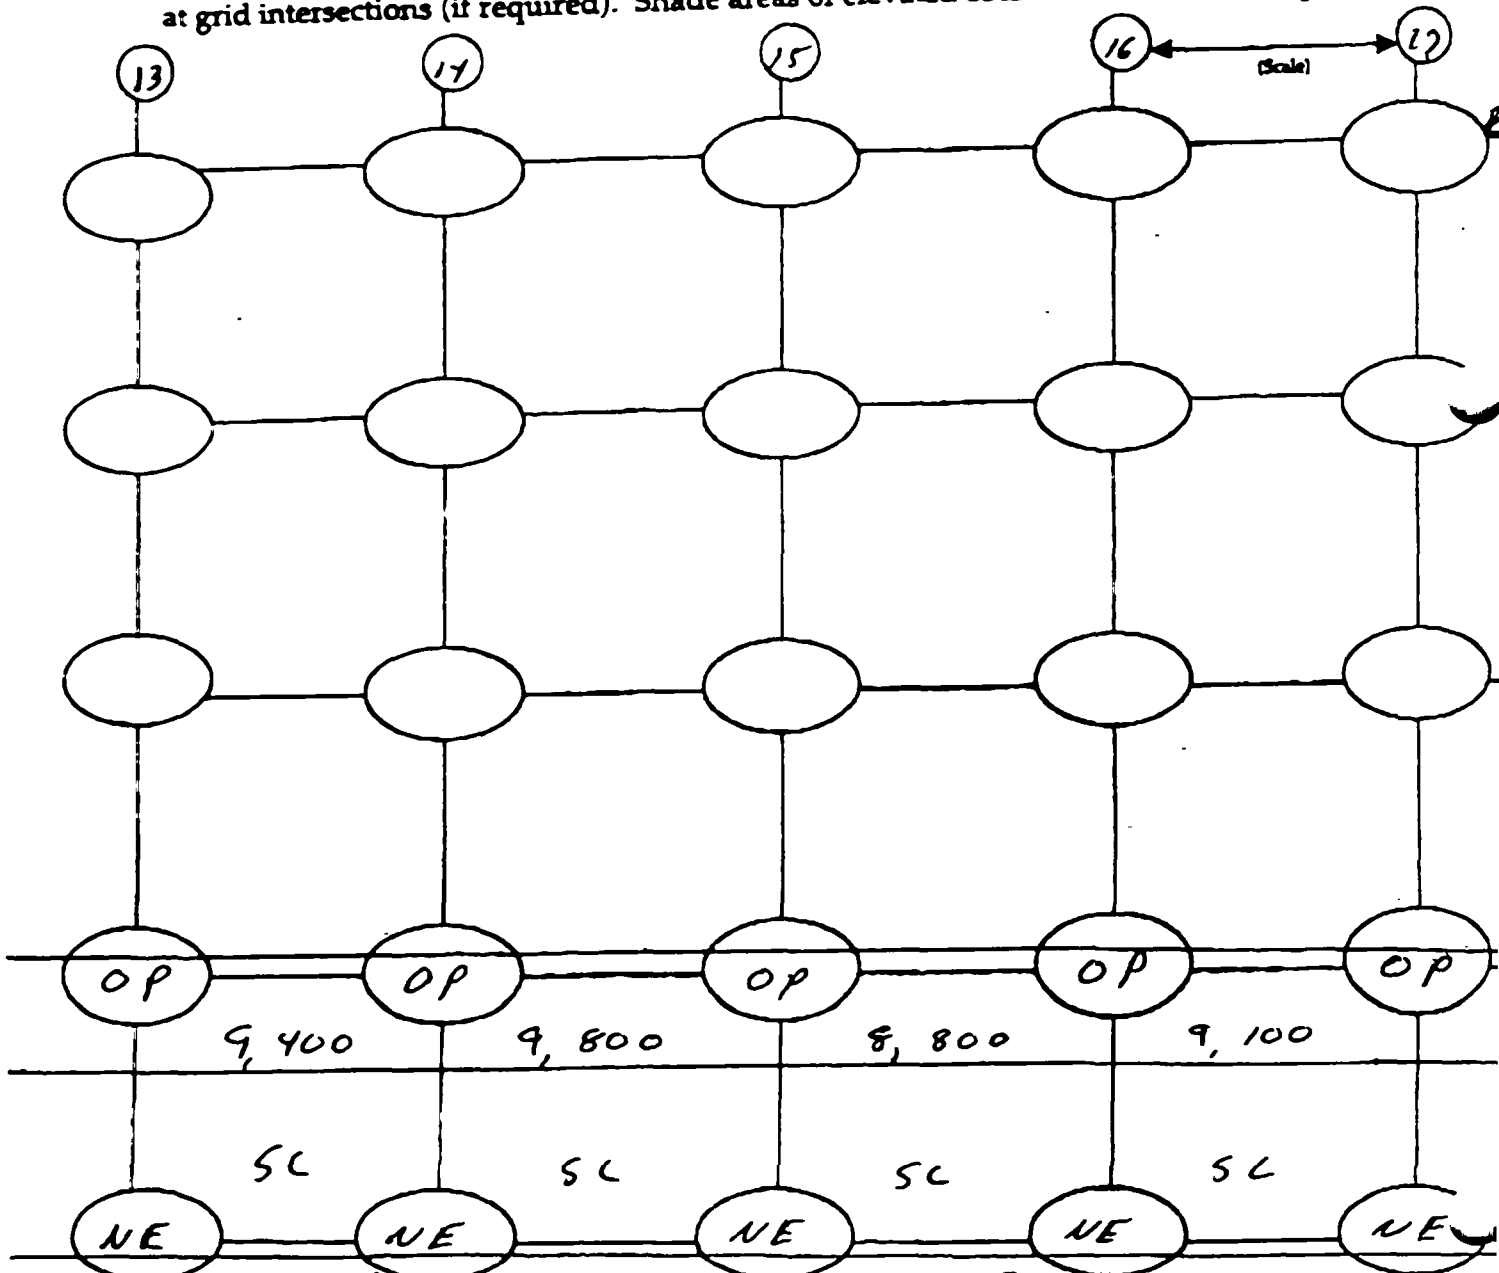 at grid intersections (if required). Shade areas of elevated
13 14 15 16 17
[Scale]
OP OP OP OP OP
9,400 9,800 8,800 9,100
SC SC SC SC
NE NE NE NE NE